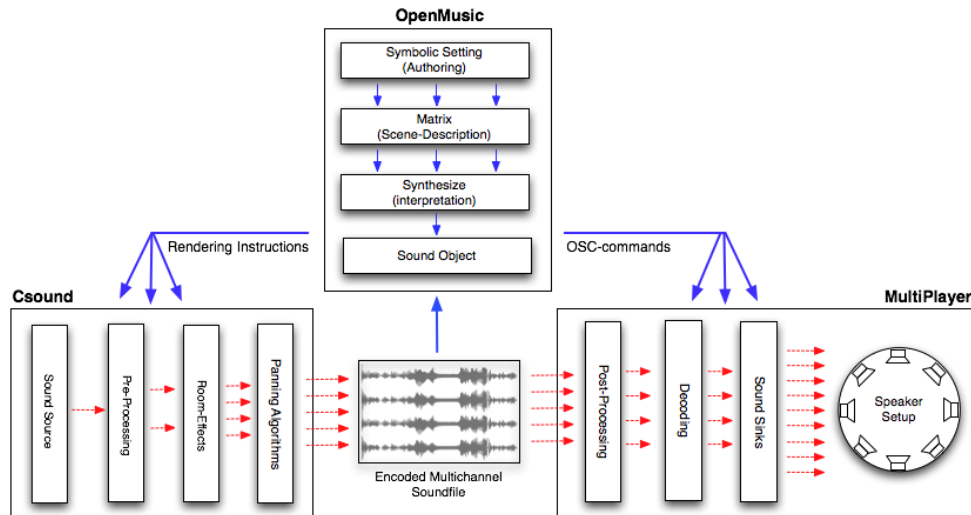 OpenMusic
Symbolic Setting
(Authoring)
Matrix
(Scene-Description)
Synthesize
(interpretation)
Sound Object
Rendering Instructions
OSC-commands
Csound
MultiPlayer
Sound Source
Pre-Processing
Room-Effects
Panning Algorithms
Encoded Multichannel
Soundfile
Post-Processing
Decoding
Sound Sinks
Speaker
Setup